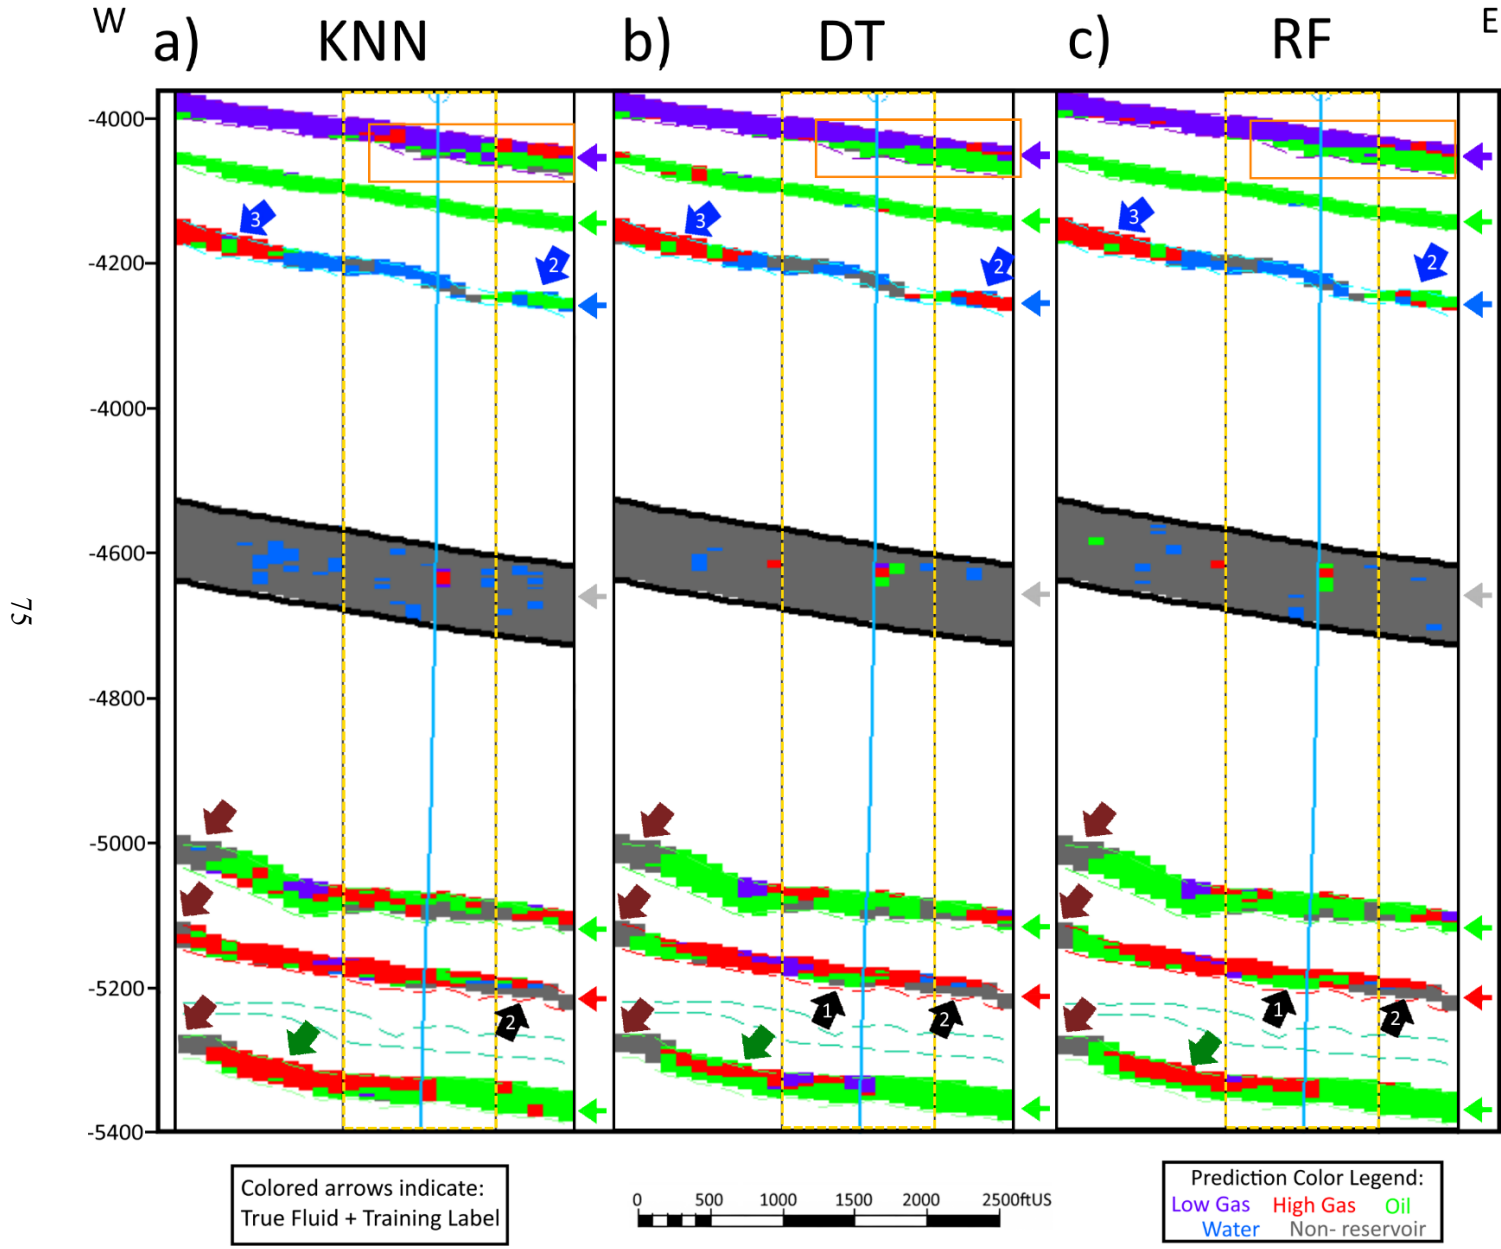 W
E
a) KNN
b) DT
c) RF
-4000
-4200
-4000
-4600
-4800
-5000
-5200
-5400
75
3
2
3
2
3
2
2
1
2
1
2
Colored arrows indicate:
True Fluid + Training Label
0 500 1000 1500 2000 2500ftUS
Prediction Color Legend:
Low Gas High Gas Oil
Water Non- reservoir